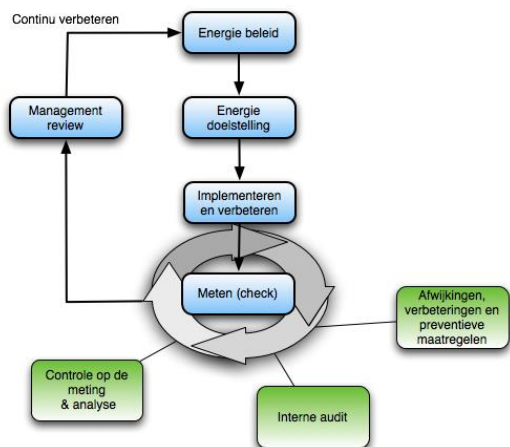 Continu verbeteren
Energie beleid
Management
review
Energie
doeistelling
Implementeren
en verbeteren
Meten (check)
Afwijkingen,
verbeteringen en
preventieve
maatregelen
Controle op de
meting
& analyse
Interne audit